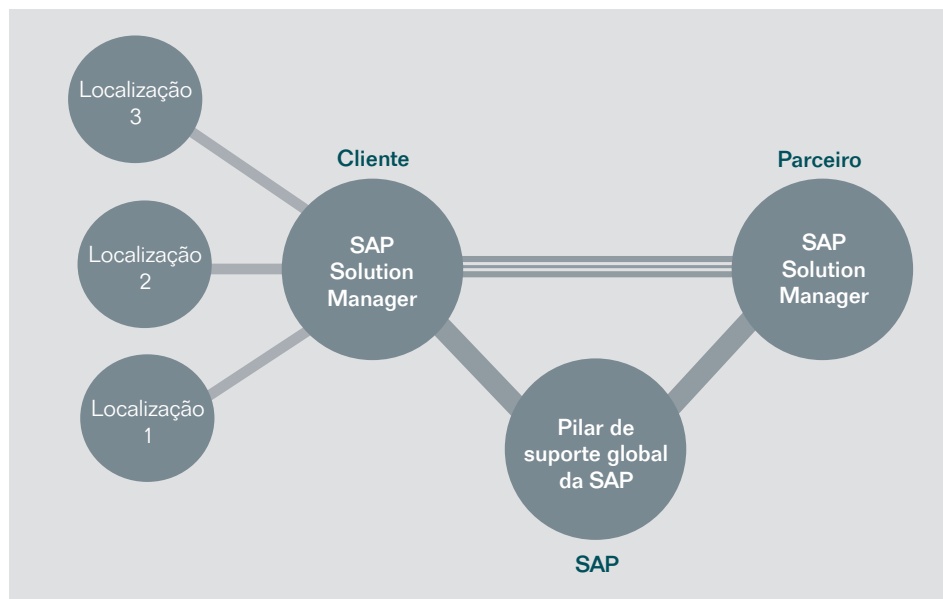 Localização
3
Localização
2
Localização
1
Cliente
SAP
Solution
Manager
Parceiro
SAP
Solution
Manager
Pilar de
suporte global
da SAP
SAP